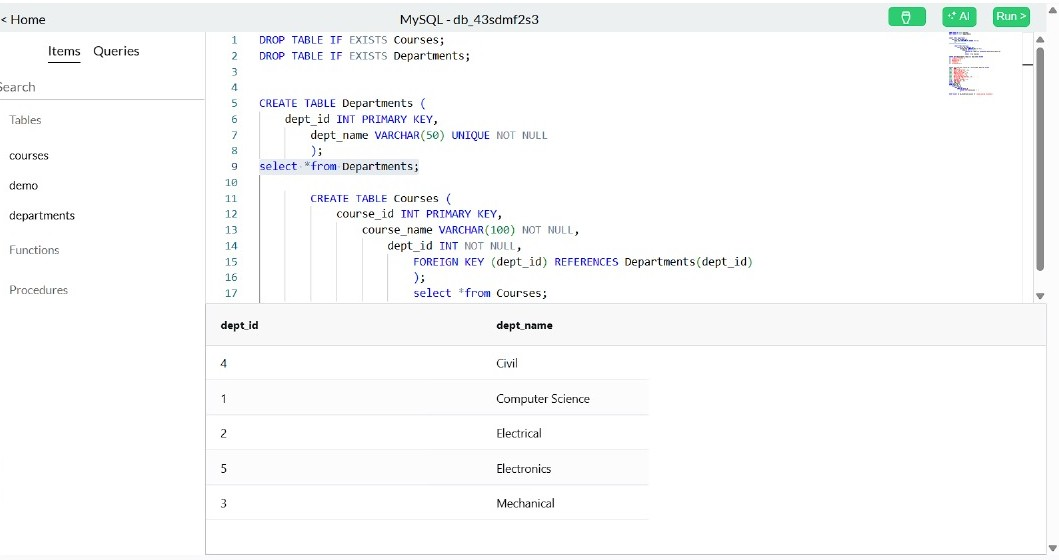 < Home
MySQL - db_43sdmf2s3
AI
Run >
Items Queries
Search
Tables
courses
demo
departments
Functions
Procedures
1 DROP TABLE IF EXISTS Courses;
2 DROP TABLE IF EXISTS Departments;
3
4
5 CREATE TABLE Departments (
6 dept_id INT PRIMARY KEY,
7 dept_name VARCHAR(50) UNIQUE NOT NULL
8 );
9 select *from Departments;
10
11 CREATE TABLE Courses (
12 course_id INT PRIMARY KEY,
13 course_name VARCHAR(100) NOT NULL,
14 dept_id INT NOT NULL,
15 FOREIGN KEY (dept_id) REFERENCES Departments(dept_id)
16 );
17 select *from Courses;
dept_id dept_name
4 Civil
1 Computer Science
2 Electrical
5 Electronics
3 Mechanical